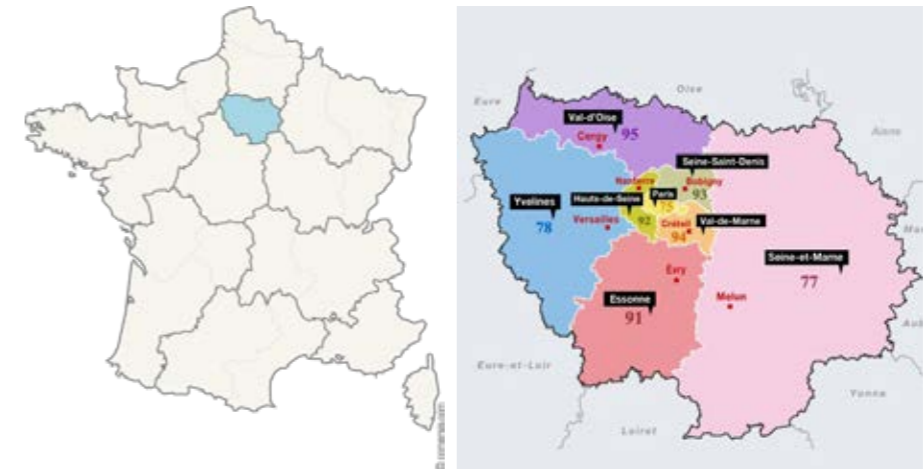 Eure
Oise
Aisne
Val-d'Oise
95
Cergy
Seine-Saint-Denis
Nanterre
Bobigny
93
Hauts-de-Seine
Paris
75
Yvelines
78
Versailles
92
Créteil
94
Val-de-Marne
Seine-et-Marne
77
Évry
Essonne
91
Melun
Eure-et-Loir
Loiret
Yonne